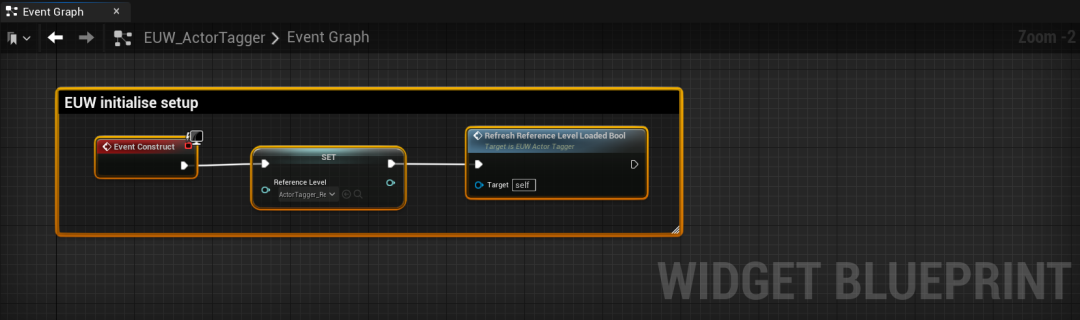 Event Graph
EUW_ActorTagger > Event Graph
Zoom -2
EUW initialise setup
Event Construct
SET
Reference Level
ActorTagger_Re
Refresh Reference Level Loaded Bool
Target is EUW Actor Tagger
Target self
WIDGET BLUEPRINT